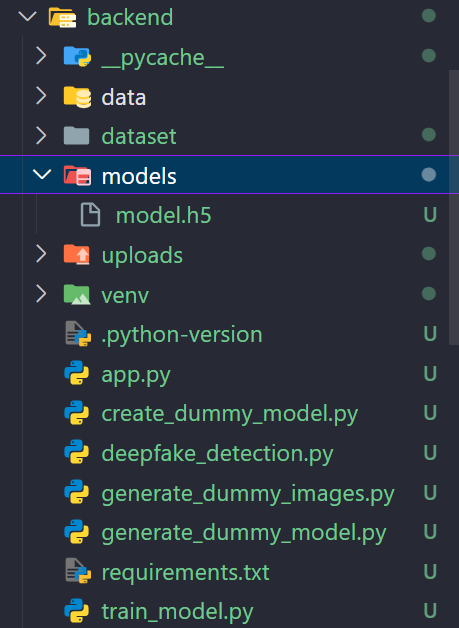 backend
__pycache__
data
dataset
models
model.h5 U
uploads
venv
.python-version U
app.py U
create_dummy_model.py U
deepfake_detection.py U
generate_dummy_images.py U
generate_dummy_model.py U
requirements.txt U
train_model.py U